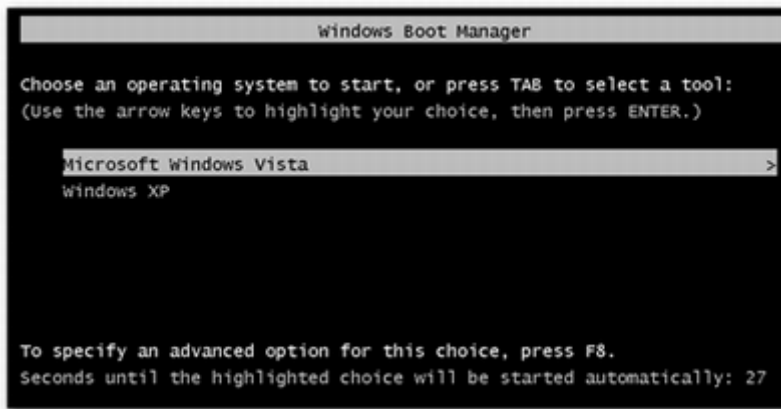 Windows Boot Manager
Choose an operating system to start, or press TAB to select a tool:
(Use the arrow keys to highlight your choice, then press ENTER.)
Microsoft Windows Vista >
Windows XP
To specify an advanced option for this choice, press F8.
Seconds until the highlighted choice will be started automatically: 27